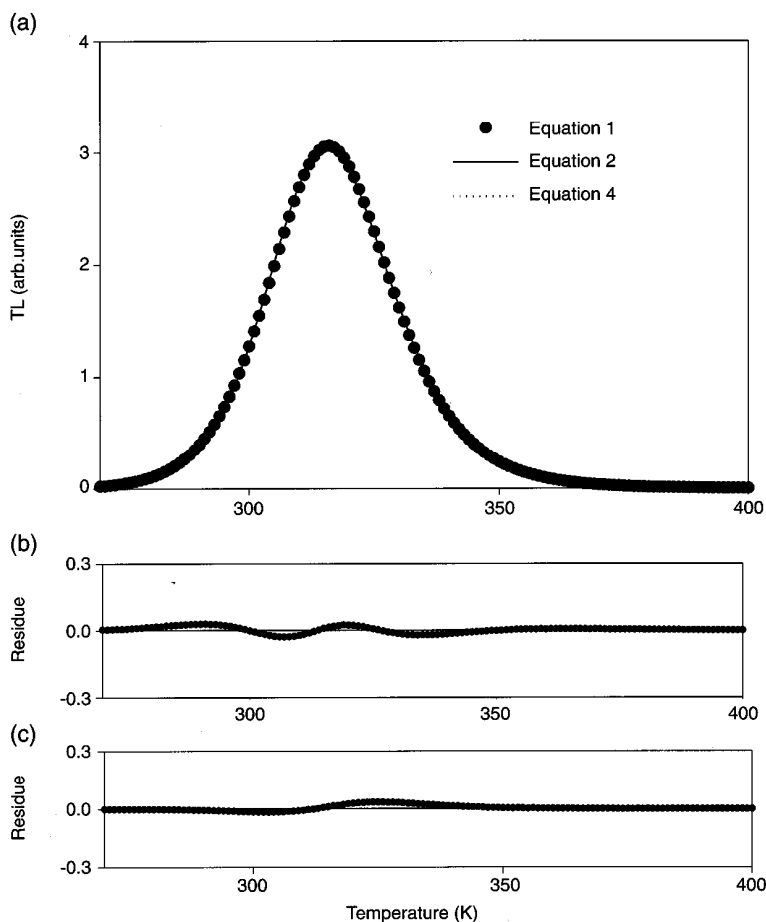 (a)
4
3
2
1
0
TL (arb.units)
Equation 1
Equation 2
Equation 4
300
350
400
(b)
0.3
0.0
-0.3
Residue
300
350
400
(c)
0.3
0.0
-0.3
Residue
300
350
400
Temperature (K)